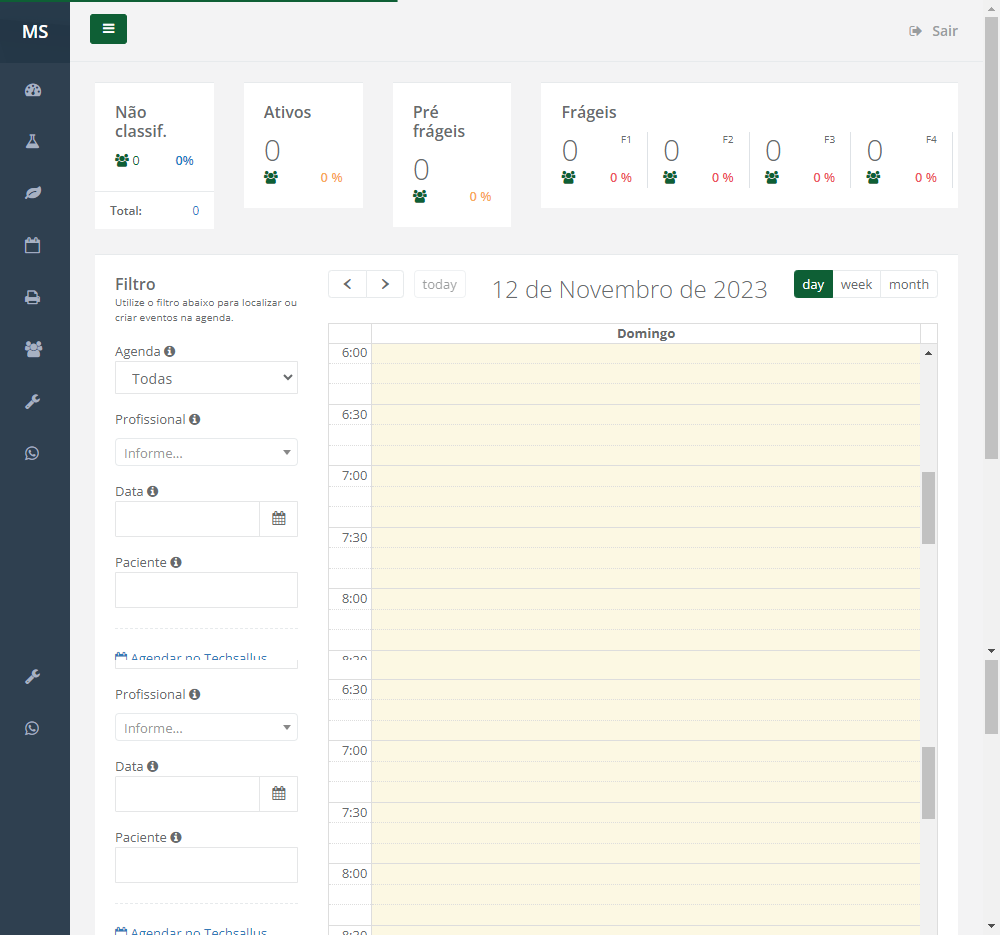 MS
Sair
Não
classif.
0
0%
Total:
0
Ativos
0
0 %
Pré
frágeis
0
0 %
Frágeis
0
F1
0 %
0
F2
0 %
0
F3
0 %
0
F4
0 %
Filtro
Utilize o filtro abaixo para localizar ou
criar eventos na agenda.
Agenda
Todas
Profissional
Informe...
Data
Paciente
Agendar no Techsallus
Profissional
Informe...
Data
Paciente
Agendar no Techsallus
today
12 de Novembro de 2023
day
week
month
Domingo
6:00
6:30
7:00
7:30
8:00
8:30
6:30
7:00
7:30
8:00
8:30